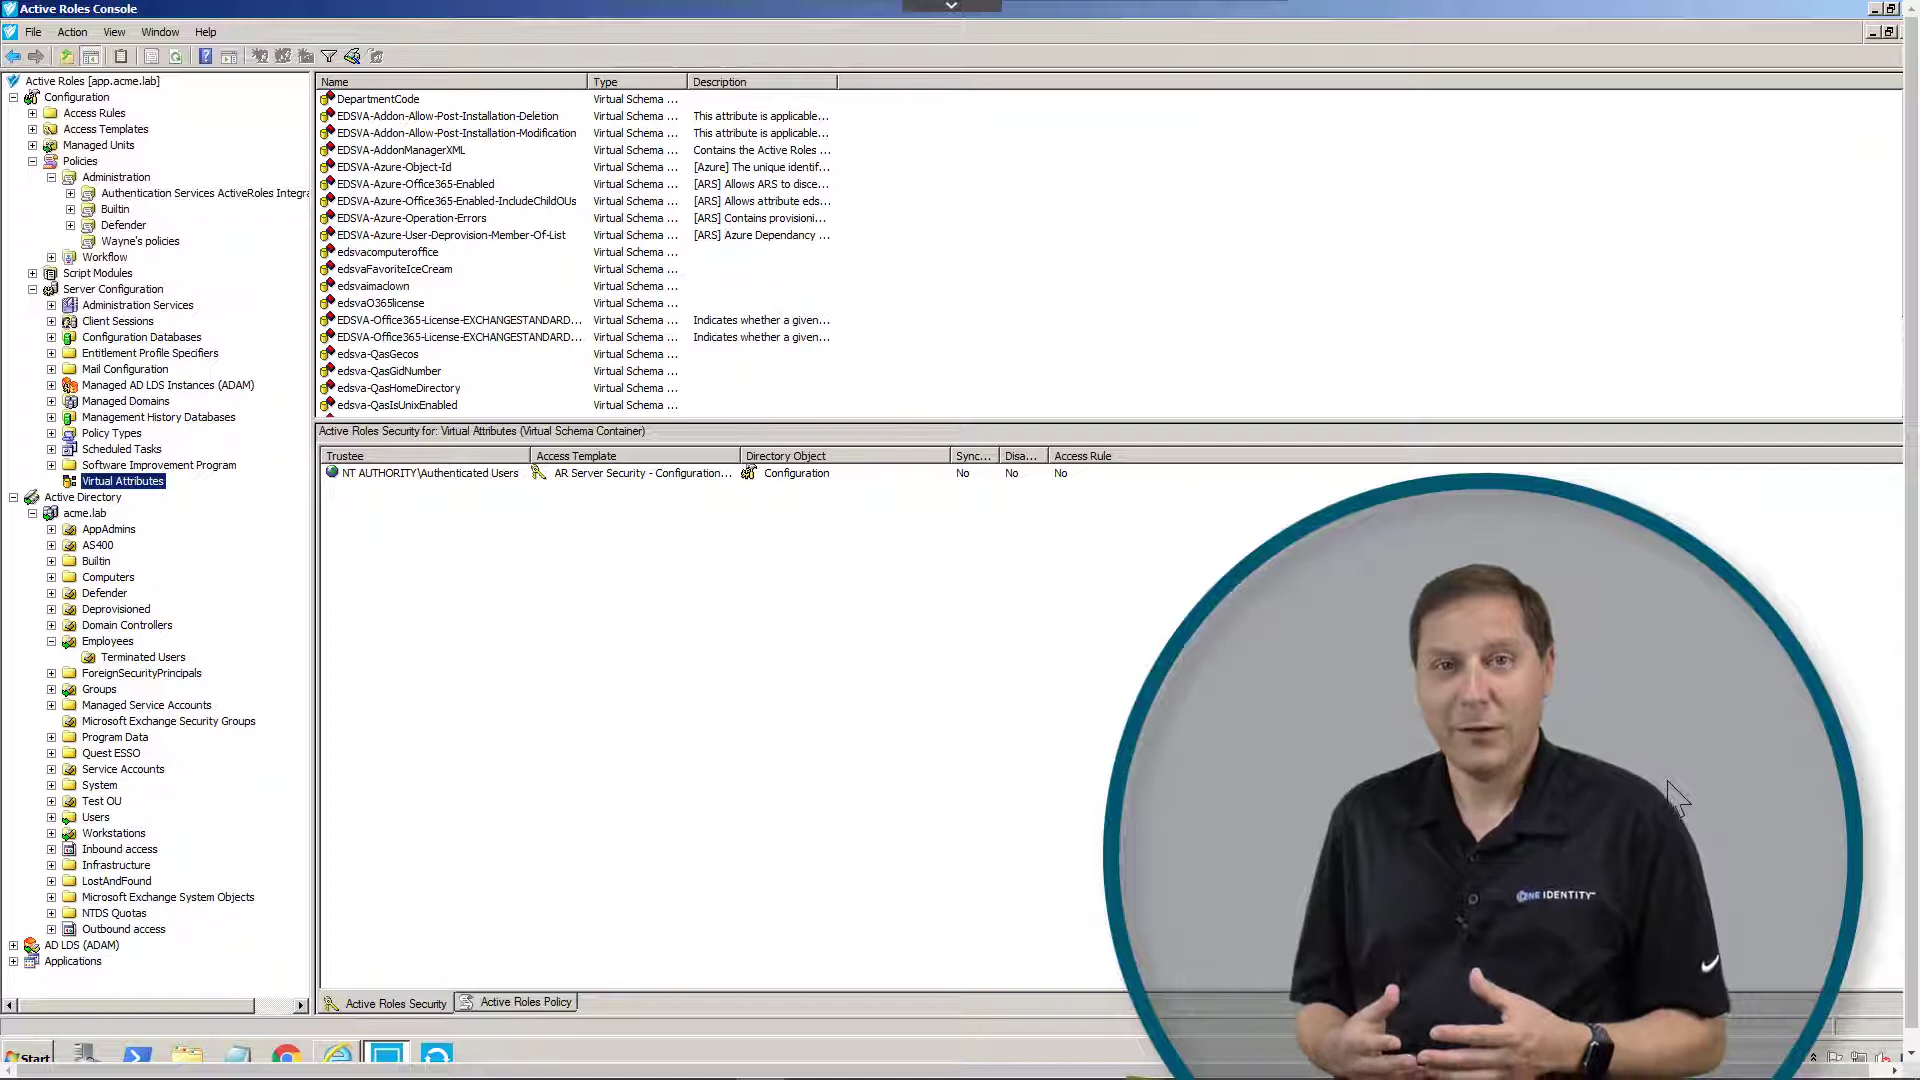 Active Roles Console
File Action View Window Help
Active Roles [app.acme.lab]
Configuration
Access Rules
Access Templates
Managed Units
Policies
Administration
Authentication Services ActiveRoles Integra
Builtin
Defender
Wayne's policies
Workflow
Script Modules
Server Configuration
Administration Services
Client Sessions
Configuration Databases
Entitlement Profile Specifiers
Mail Configuration
Managed AD LDS Instances (ADAM)
Managed Domains
Management History Databases
Policy Types
Scheduled Tasks
Software Improvement Program
Virtual Attributes
Active Directory
acme.lab
AppAdmins
AS400
Builtin
Computers
Defender
Deprovisioned
Domain Controllers
Employees
Terminated Users
ForeignSecurityPrincipals
Groups
Managed Service Accounts
Microsoft Exchange Security Groups
Program Data
Quest ESSO
Service Accounts
System
Test OU
Users
Workstations
Inbound access
Infrastructure
LostAndFound
Microsoft Exchange System Objects
NTDS Quotas
Outbound access
AD LDS (ADAM)
Applications
Name Type Description
DepartmentCode Virtual Schema ...
EDSVA-Addon-Allow-Post-Installation-Deletion Virtual Schema ... This attribute is applicable...
EDSVA-Addon-Allow-Post-Installation-Modification Virtual Schema ... This attribute is applicable...
EDSVA-AddonManagerXML Virtual Schema ... Contains the Active Roles ...
EDSVA-Azure-Object-Id Virtual Schema ... [Azure] The unique identif...
EDSVA-Azure-Office365-Enabled Virtual Schema ... [ARS] Allows ARS to disce...
EDSVA-Azure-Office365-Enabled-IncludeChildOUs Virtual Schema ... [ARS] Allows attribute eds...
EDSVA-Azure-Operation-Errors Virtual Schema ... [ARS] Contains provisioni...
EDSVA-Azure-User-Deprovision-Member-Of-List Virtual Schema ... [ARS] Azure Dependancy ...
edsvacomputeroffice Virtual Schema ...
edsvaFavoriteIceCream Virtual Schema ...
edsvaimaclown Virtual Schema ...
edsvaO365license Virtual Schema ...
EDSVA-Office365-License-EXCHANGESTANDARD... Virtual Schema ... Indicates whether a given...
EDSVA-Office365-License-EXCHANGESTANDARD... Virtual Schema ... Indicates whether a given...
edsva-QasGecos Virtual Schema ...
edsva-QasGidNumber Virtual Schema ...
edsva-QasHomeDirectory Virtual Schema ...
edsva-QasIsUnixEnabled Virtual Schema ...
Active Roles Security for: Virtual Attributes (Virtual Schema Container)
Trustee Access Template Directory Object Sync... Disa... Access Rule
NT AUTHORITY\Authenticated Users AR Server Security - Configuration... Configuration No No No
ONE IDENTITY™
Active Roles Security Active Roles Policy
Start